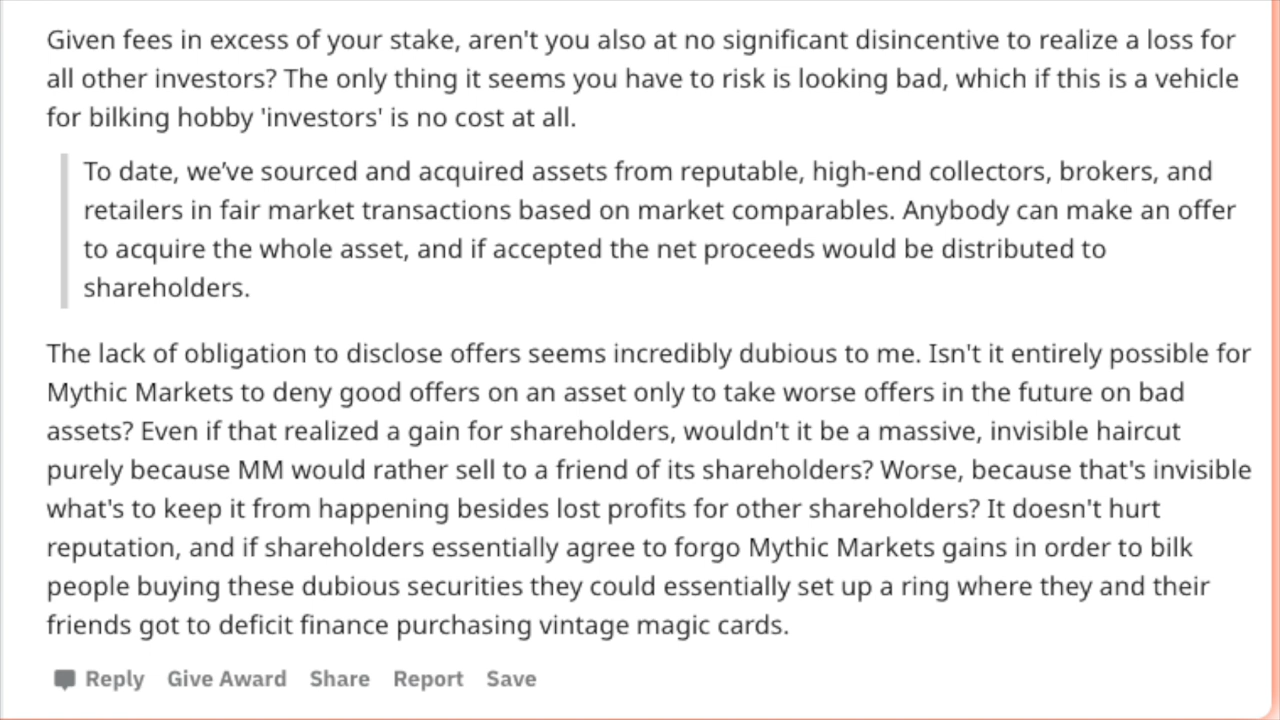 Given fees in excess of your stake, aren't you also at no significant disincentive to realize a loss for
all other investors? The only thing it seems you have to risk is looking bad, which if this is a vehicle
for bilking hobby 'investors' is no cost at all.
To date, we’ve sourced and acquired assets from reputable, high-end collectors, brokers, and
retailers in fair market transactions based on market comparables. Anybody can make an offer
to acquire the whole asset, and if accepted the net proceeds would be distributed to
shareholders.
The lack of obligation to disclose offers seems incredibly dubious to me. Isn't it entirely possible for
Mythic Markets to deny good offers on an asset only to take worse offers in the future on bad
assets? Even if that realized a gain for shareholders, wouldn't it be a massive, invisible haircut
purely because MM would rather sell to a friend of its shareholders? Worse, because that's invisible
what's to keep it from happening besides lost profits for other shareholders? It doesn't hurt
reputation, and if shareholders essentially agree to forgo Mythic Markets gains in order to bilk
people buying these dubious securities they could essentially set up a ring where they and their
friends got to deficit finance purchasing vintage magic cards.
Reply Give Award Share Report Save